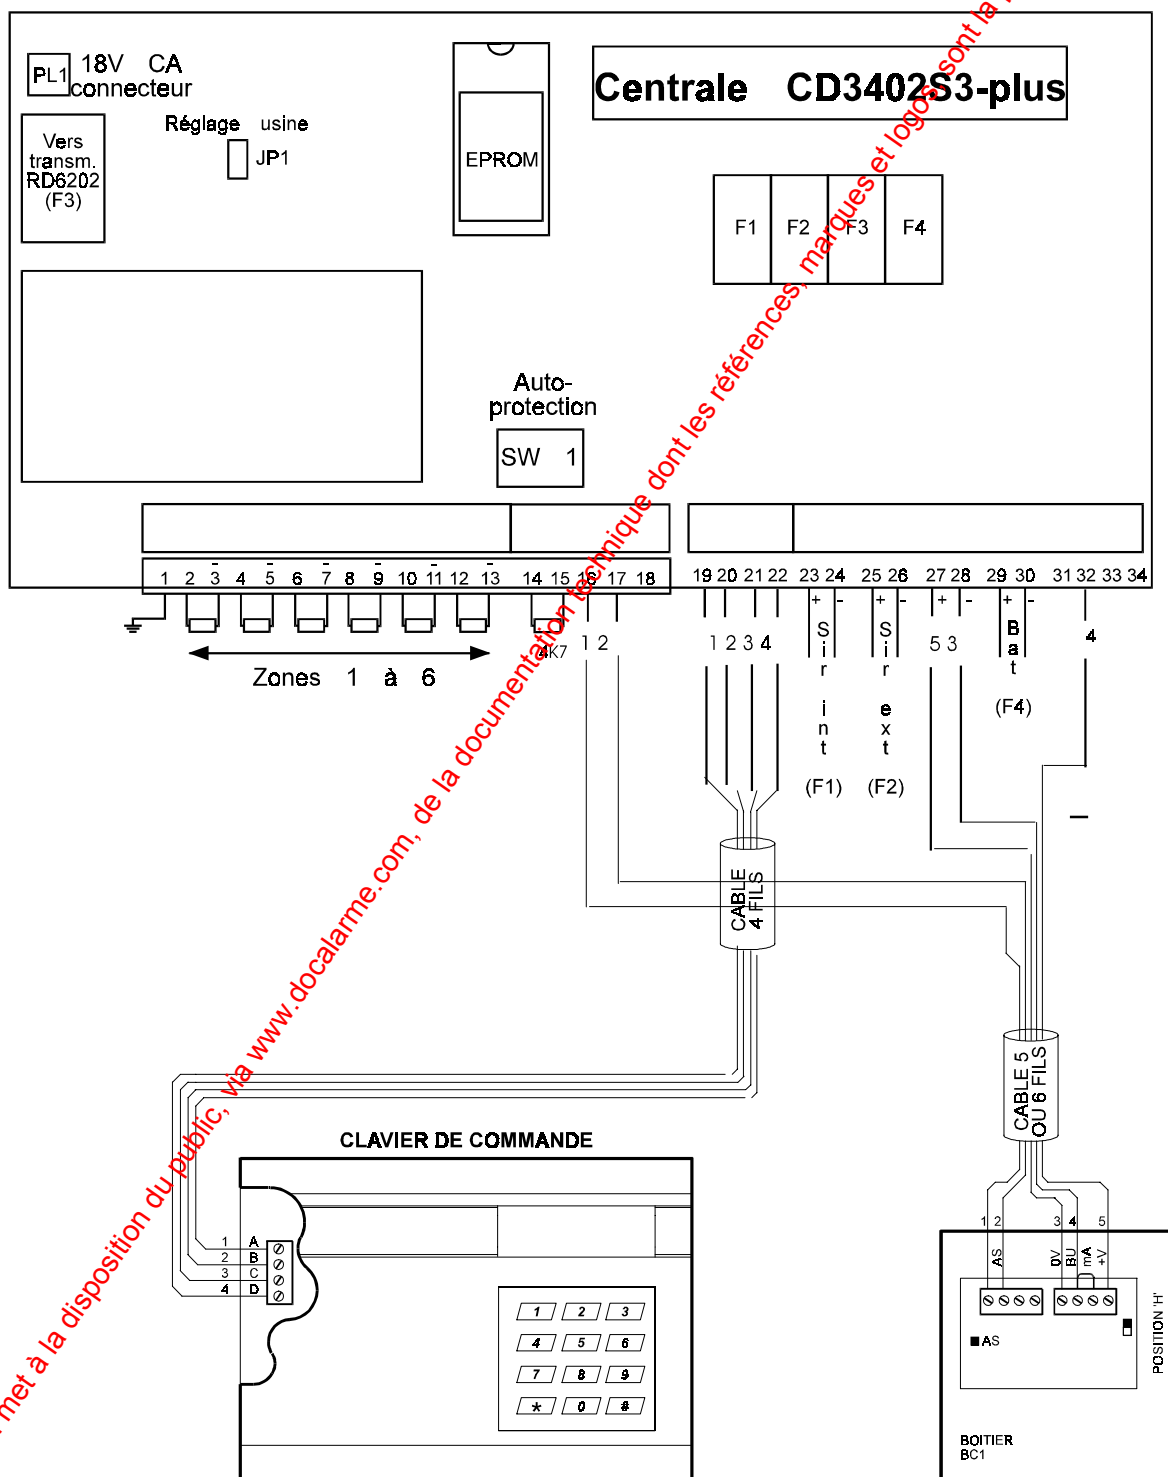 PL1
18V CA
connecteur
Réglage usine
JP1
Vers
transm.
RD6202
(F3)
EPROM
Centrale CD3402S3-plus
F1 F2 F3 F4
Auto-
protection
SW 1
1 2 3 4 5 6 7 8 9 10 11 12 13 14 15 16 17 18
19 20 21 22 23 24 25 26 27 28 29 30 31 32 33 34
- - - - - -
+ - + - + - + -
4K7
1 2
1 2 3 4
Sir int
(F1)
Sir ext
(F2)
5 3
Bat
(F4)
4
Zones 1 à 6
CABLE
4 FILS
CABLE 5
OU 6 FILS
CLAVIER DE COMMANDE
1 A
2 B
3 C
4 D
1 2 3
4 5 6
7 8 9
* 0 #
1 2 3 4 5
AS 0V BU mA +V
AS
POSITION 'H'
BOITIER
BC1
met à la disposition du public, via www.docalarme.com, de la documentation technique dont les références, marques et logos, sont la